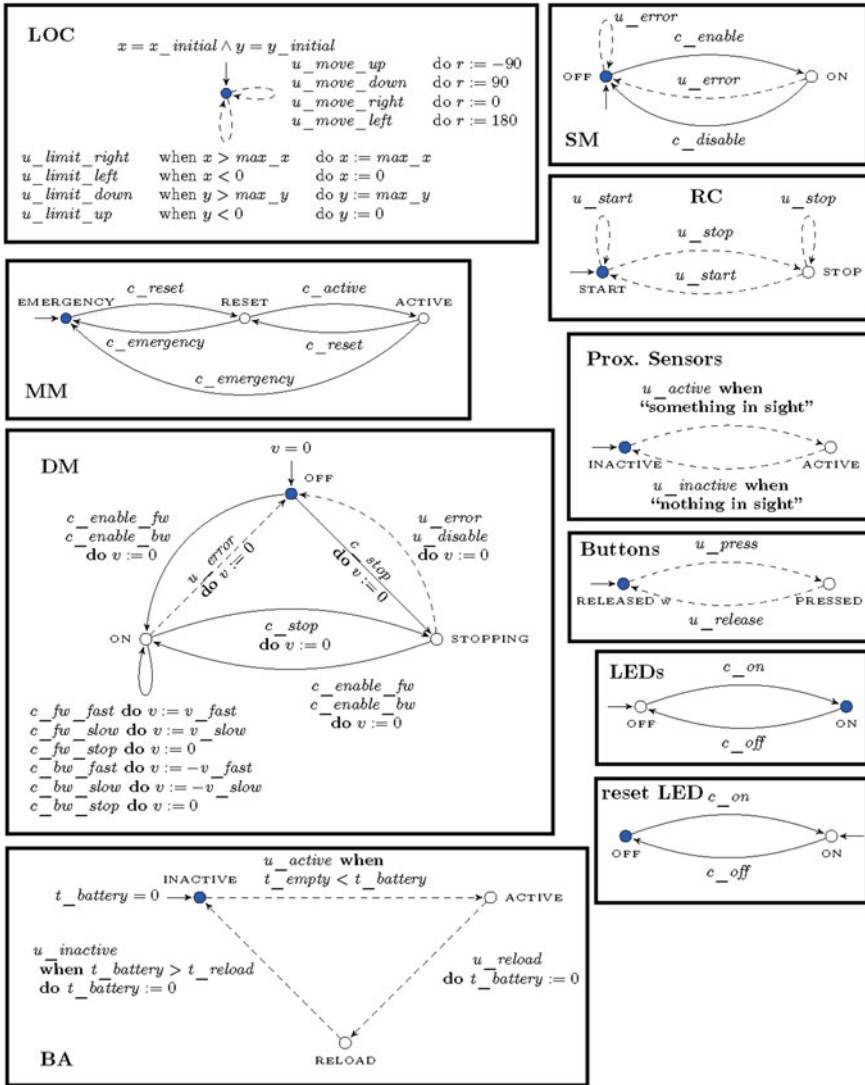 LOC
x = x_initial ∧ y = y_initial
u_move_up do r := −90
u_move_down do r := 90
u_move_right do r := 0
u_move_left do r := 180
u_limit_right when x > max_x do x := max_x
u_limit_left when x < 0 do x := 0
u_limit_down when y > max_y do y := max_y
u_limit_up when y < 0 do y := 0
u_error
c_enable
OFF
u_error
ON
c_disable
SM
RC
u_start
u_stop
u_stop
u_start
START
STOP
EMERGENCY
c_reset
RESET
c_active
ACTIVE
c_emergency
c_reset
c_emergency
MM
Prox. Sensors
u_active when
“something in sight”
INACTIVE
ACTIVE
u_inactive when
“nothing in sight”
DM
v = 0
OFF
c_enable_fw
c_enable_bw
do v := 0
u_error
do v := 0
c_stop
do v := 0
u_error
u_disable
do v := 0
ON
c_stop
do v := 0
STOPPING
c_enable_fw
c_enable_bw
do v := 0
c_fw_fast do v := v_fast
c_fw_slow do v := v_slow
c_fw_stop do v := 0
c_bw_fast do v := −v_fast
c_bw_slow do v := −v_slow
c_bw_stop do v := 0
Buttons
u_press
RELEASED w
PRESSED
u_release
LEDs
c_on
OFF
ON
c_off
reset LED
c_on
OFF
ON
c_off
u_active when
t_empty < t_battery
INACTIVE
t_battery = 0
ACTIVE
u_inactive
when t_battery > t_reload
do t_battery := 0
u_reload
do t_battery := 0
RELOAD
BA